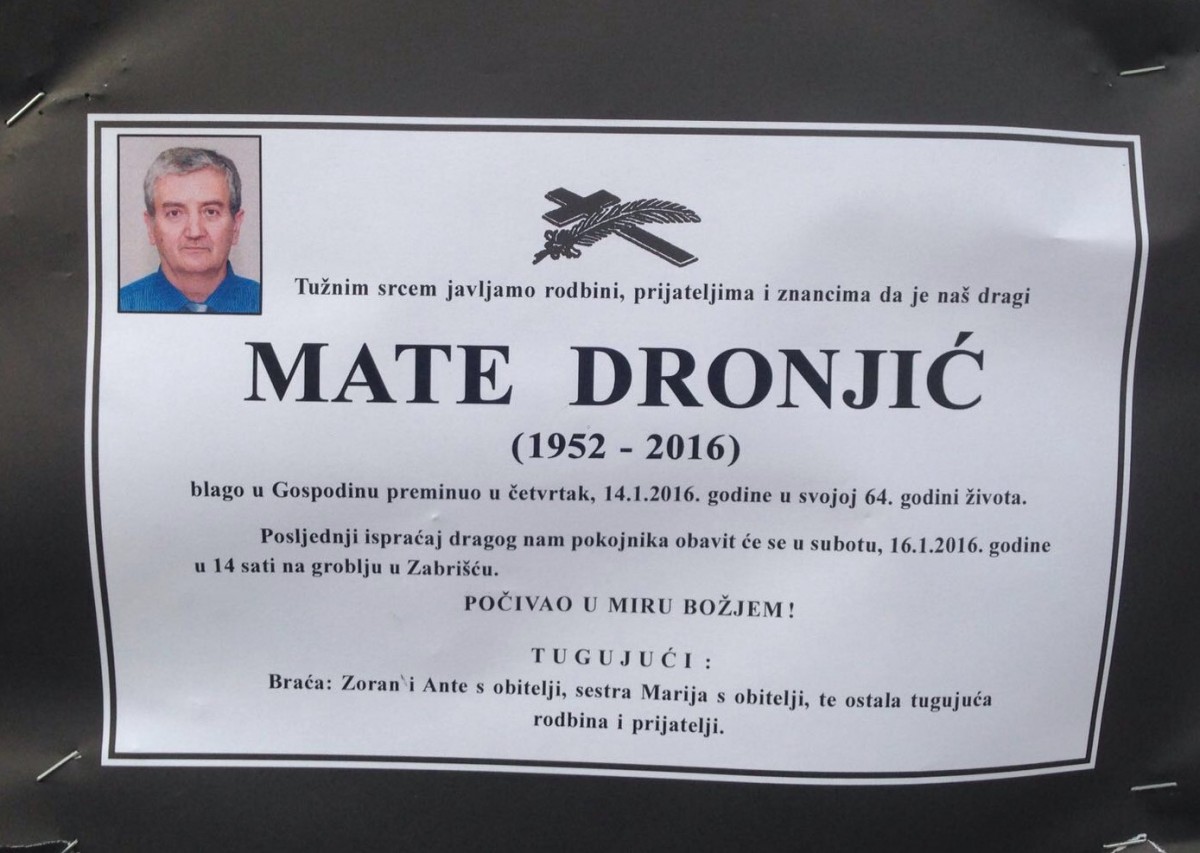 Tužnim srcem javljamo rodbini, prijateljima i znancima da je naš dragi
MATE DRONJIĆ
(1952 - 2016)
blago u Gospodinu preminuo u četvrtak, 14.1.2016. godine u svojoj 64. godini života.
Posljednji ispraćaj dragog nam pokojnika obavit će se u subotu, 16.1.2016. godine
u 14 sati na groblju u Zabrišću.
POČIVAO U MIRU BOŽJEM!
TUGUJUĆI:
Braća: Zoran i Ante s obitelji, sestra Marija s obitelji, te ostala tugujuća
rodbina i prijatelji.